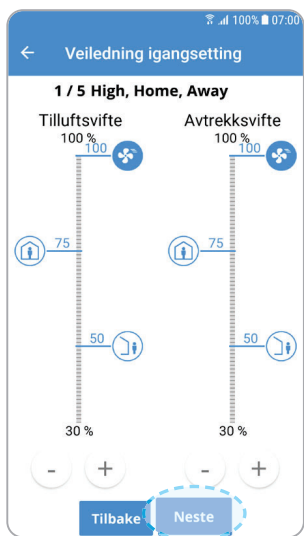 100% 07:00
← Veiledning igangsetting
1 / 5 High, Home, Away
Tilluftsvifte Avtrekksvifte
100 % 100 %
100 100
75 75
50 50
30 % 30 %
- + - +
Tilbake Neste